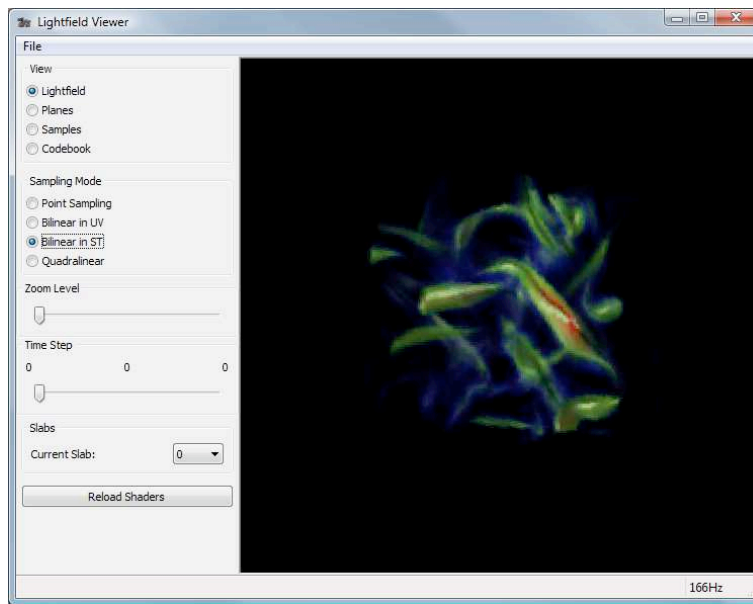 Lightfield Viewer
File
View
Lightfield
Planes
Samples
Codebook
Sampling Mode
Point Sampling
Bilinear in UV
Bilinear in ST
Quadralinear
Zoom Level
Time Step
0 0 0
Slabs
Current Slab: 0
Reload Shaders
166Hz